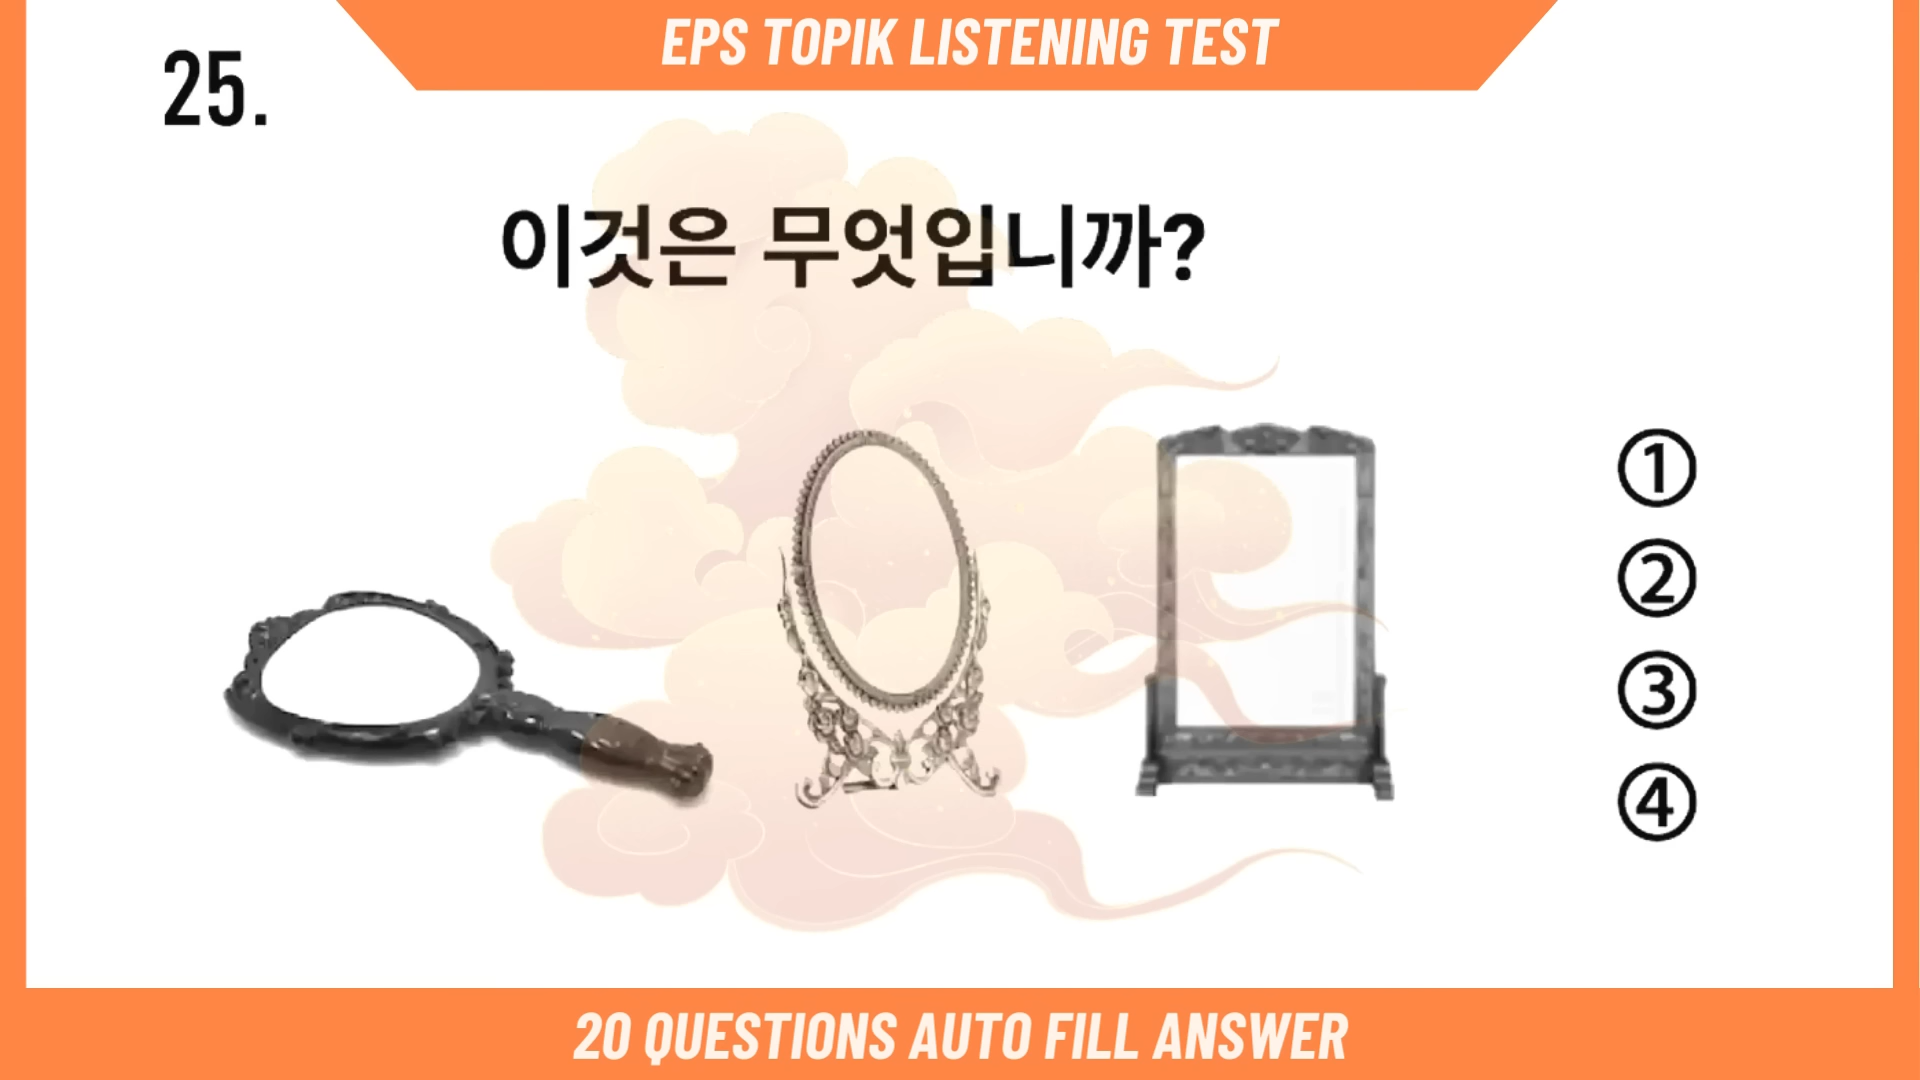 EPS TOPIK LISTENING TEST
25.
이것은 무엇입니까?
①
②
③
④
20 QUESTIONS AUTO FILL ANSWER